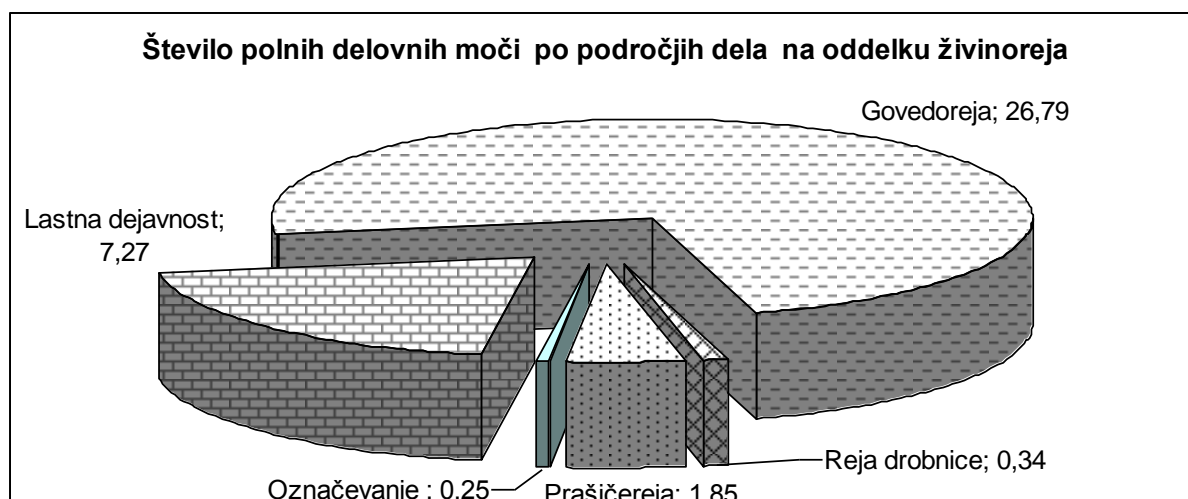 Število polnih delovnih moči po področjih dela na oddelku živinoreja
Govedoreja; 26,79
Lastna dejavnost;
7,27
Reja drobnice; 0,34
Označevanje ; 0,25
Prašičereja; 1,85